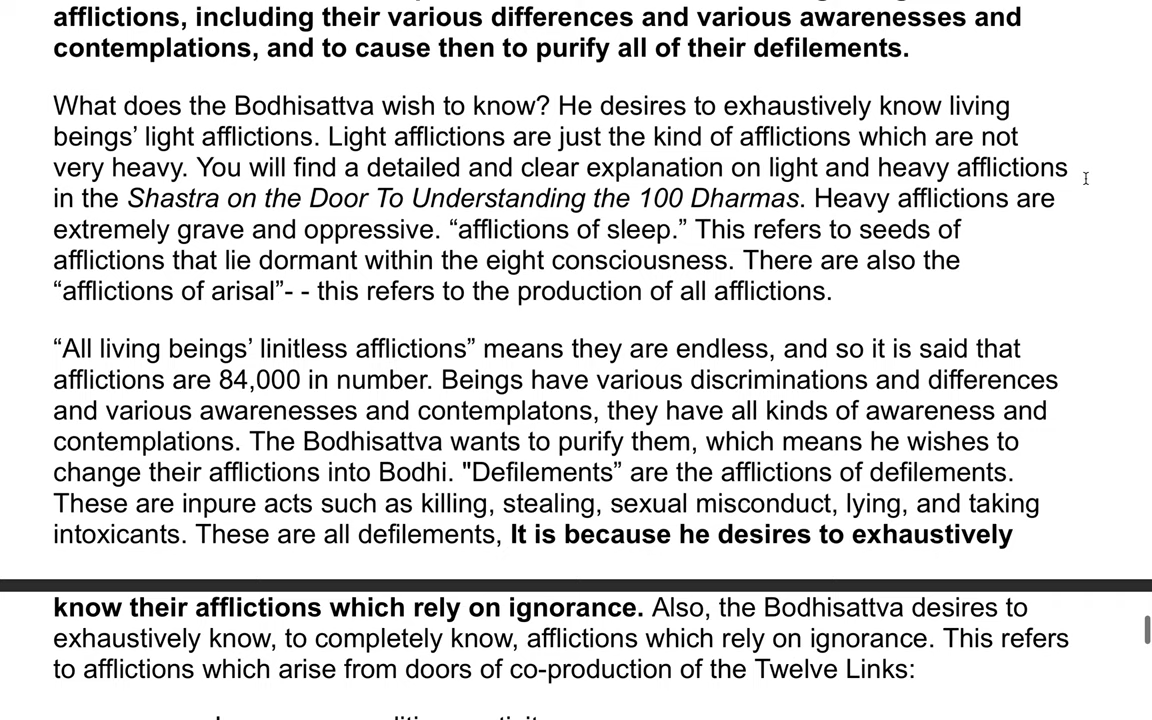 afflictions, including their various differences and various awarenesses and
contemplations, and to cause then to purify all of their defilements.
What does the Bodhisattva wish to know? He desires to exhaustively know living
beings’ light afflictions. Light afflictions are just the kind of afflictions which are not
very heavy. You will find a detailed and clear explanation on light and heavy afflictions
in the Shastra on the Door To Understanding the 100 Dharmas. Heavy afflictions are
extremely grave and oppressive. “afflictions of sleep.” This refers to seeds of
afflictions that lie dormant within the eight consciousness. There are also the
“afflictions of arisal”- - this refers to the production of all afflictions.
“All living beings’ linitless afflictions” means they are endless, and so it is said that
afflictions are 84,000 in number. Beings have various discriminations and differences
and various awarenesses and contemplatons, they have all kinds of awareness and
contemplations. The Bodhisattva wants to purify them, which means he wishes to
change their afflictions into Bodhi. "Defilements” are the afflictions of defilements.
These are inpure acts such as killing, stealing, sexual misconduct, lying, and taking
intoxicants. These are all defilements, It is because he desires to exhaustively
know their afflictions which rely on ignorance. Also, the Bodhisattva desires to
exhaustively know, to completely know, afflictions which rely on ignorance. This refers
to afflictions which arise from doors of co-production of the Twelve Links: